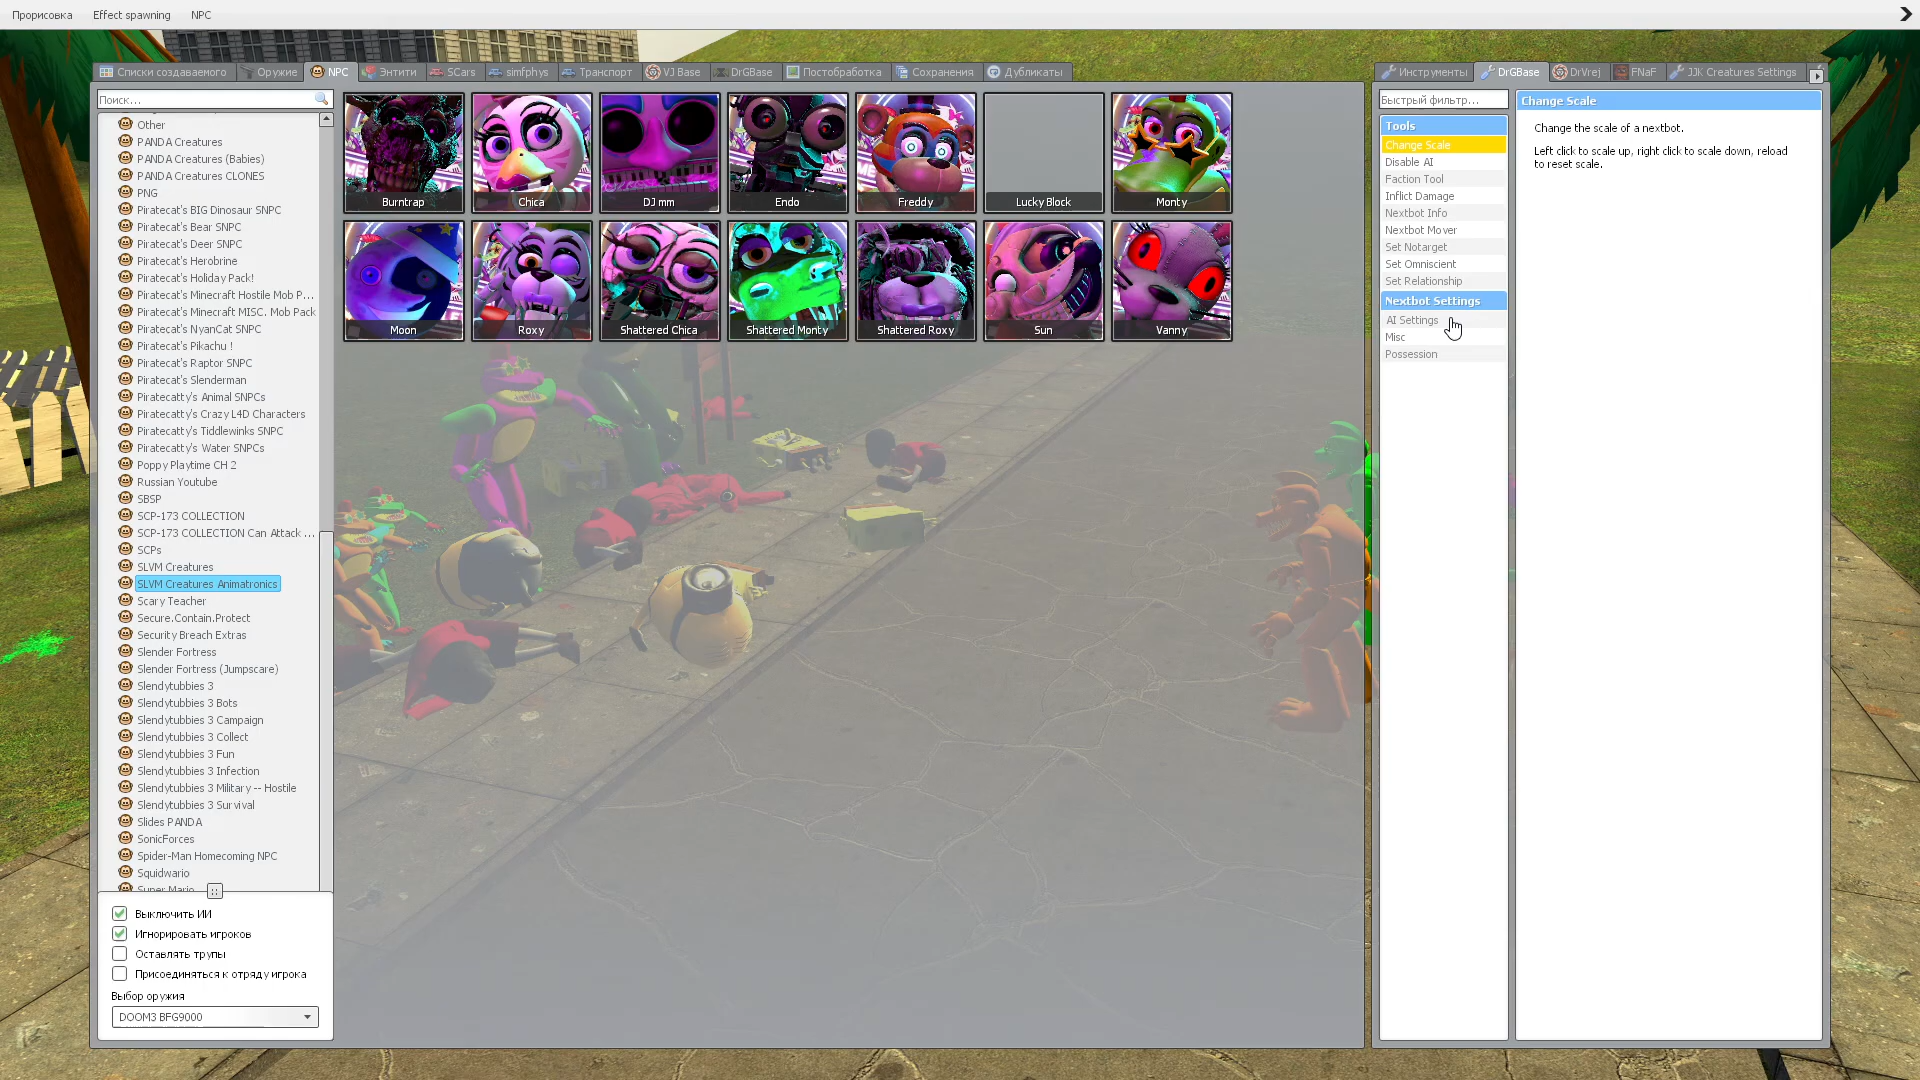 Прорисовка Effect spawning NPC
Списки создаваемого Оружие NPC Энтити SCars simfphys Транспорт VJ Base DrGBase Постобработка Сохранения Дубликаты
Инструменты DrGBase DrVrej FNaF JJK Creatures Settings
Поиск...
Other
PANDA Creatures
PANDA Creatures (Babies)
PANDA Creatures CLONES
PNG
Piratecat's BIG Dinosaur SNPC
Piratecat's Bear SNPC
Piratecat's Deer SNPC
Piratecat's Herobrine
Piratecat's Holiday Pack!
Piratecat's Minecraft Hostile Mob P...
Piratecat's Minecraft MISC. Mob Pack
Piratecat's NyanCat SNPC
Piratecat's Pikachu !
Piratecat's Raptor SNPC
Piratecat's Slenderman
Piratecatty's Animal SNPCs
Piratecatty's Crazy L4D Characters
Piratecatty's Tiddlewinks SNPC
Piratecatty's Water SNPCs
Poppy Playtime CH 2
Russian Youtube
SBSP
SCP-173 COLLECTION
SCP-173 COLLECTION Can Attack ...
SCPs
SLVM Creatures
SLVM Creatures Animatronics
Scary Teacher
Secure.Contain.Protect
Security Breach Extras
Slender Fortress
Slender Fortress (Jumpscare)
Slendytubbies 3
Slendytubbies 3 Bots
Slendytubbies 3 Campaign
Slendytubbies 3 Collect
Slendytubbies 3 Fun
Slendytubbies 3 Infection
Slendytubbies 3 Military -- Hostile
Slendytubbies 3 Survival
Slides PANDA
SonicForces
Spider-Man Homecoming NPC
Squidwario
Super Mario
Выключить ИИ
Игнорировать игроков
Оставлять трупы
Присоединяться к отряду игрока
Выбор оружия
DOOM3 BFG9000
Burntrap Chica DJ mm Endo Freddy Lucky Block Monty
Moon Roxy Shattered Chica Shattered Monty Shattered Roxy Sun Vanny
Быстрый фильтр...
Tools
Change Scale
Disable AI
Faction Tool
Inflict Damage
Nextbot Info
Nextbot Mover
Set Notarget
Set Omniscient
Set Relationship
Nextbot Settings
AI Settings
Misc
Possession
Change Scale
Change the scale of a nextbot.
Left click to scale up, right click to scale down, reload
to reset scale.